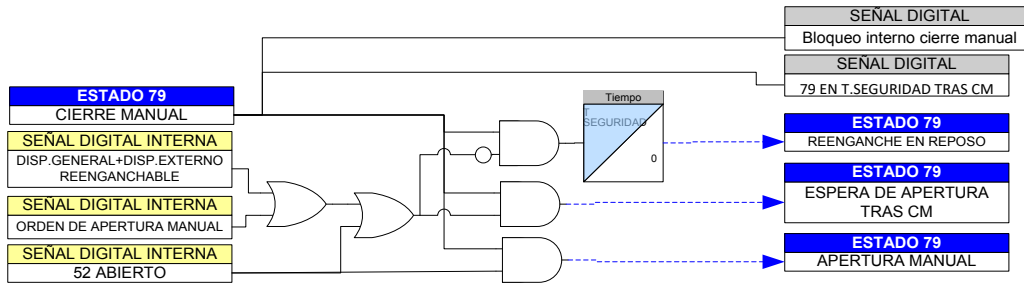 SEÑAL DIGITAL
Bloqueo interno cierre manual
SEÑAL DIGITAL
79 EN T.SEGURIDAD TRAS CM
ESTADO 79
CIERRE MANUAL
SEÑAL DIGITAL INTERNA
DISP.GENERAL+DISP.EXTERNO
REENGANCHABLE
SEÑAL DIGITAL INTERNA
ORDEN DE APERTURA MANUAL
SEÑAL DIGITAL INTERNA
52 ABIERTO
Tiempo
T
SEGURIDAD
0
ESTADO 79
REENGANCHE EN REPOSO
ESTADO 79
ESPERA DE APERTURA
TRAS CM
ESTADO 79
APERTURA MANUAL